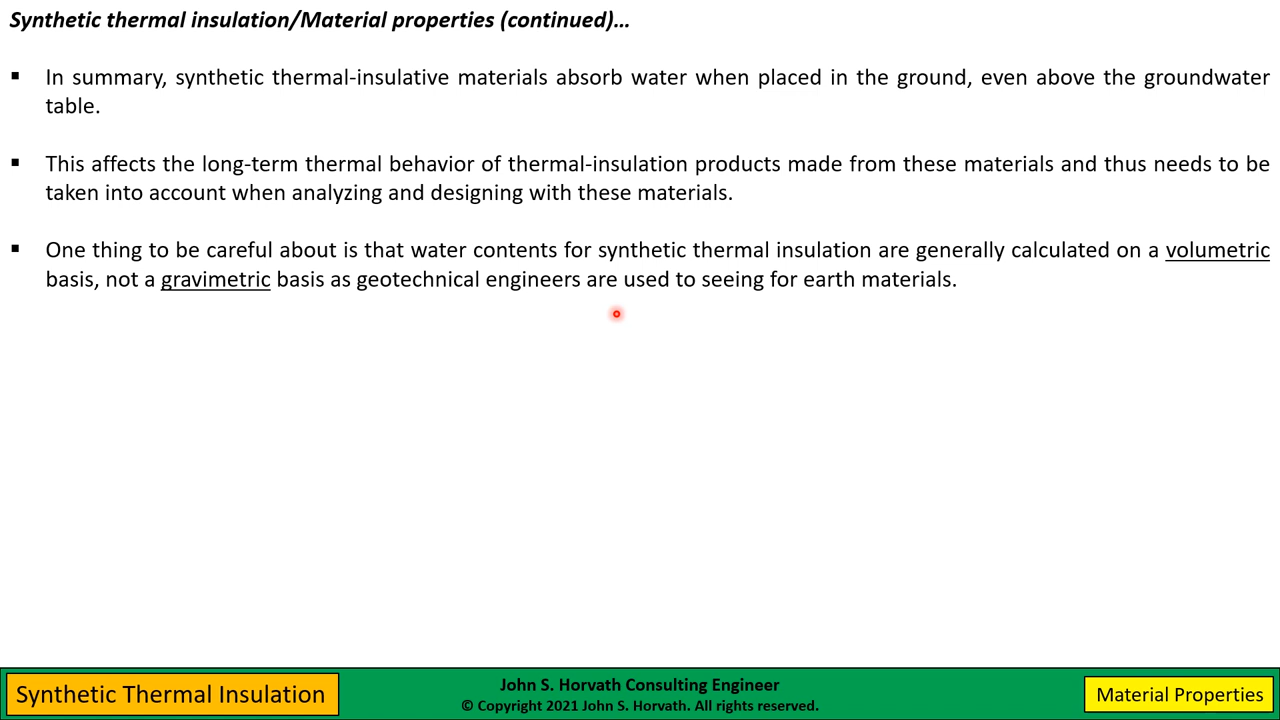 Synthetic thermal insulation/Material properties (continued)…
▪ In summary, synthetic thermal-insulative materials absorb water when placed in the ground, even above the groundwater
table.
▪ This affects the long-term thermal behavior of thermal-insulation products made from these materials and thus needs to be
taken into account when analyzing and designing with these materials.
▪ One thing to be careful about is that water contents for synthetic thermal insulation are generally calculated on a volumetric
basis, not a gravimetric basis as geotechnical engineers are used to seeing for earth materials.
Synthetic Thermal Insulation
John S. Horvath Consulting Engineer
© Copyright 2021 John S. Horvath. All rights reserved.
Material Properties